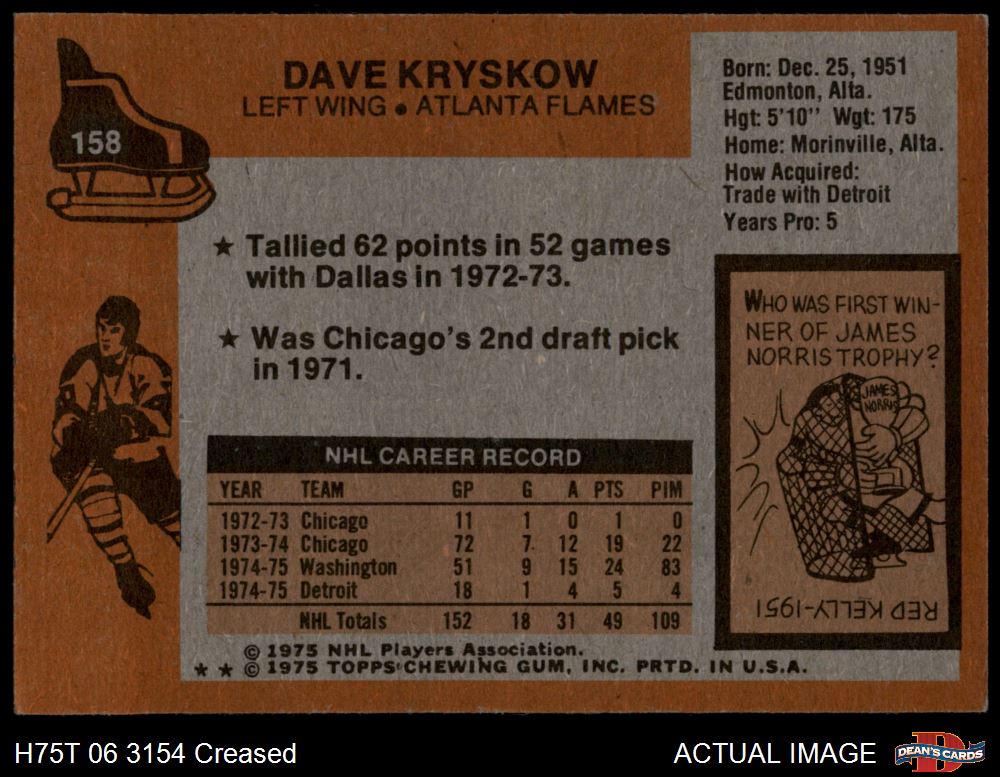 158
DAVE KRYSKOW
LEFT WING • ATLANTA FLAMES
Born: Dec. 25, 1951
Edmonton, Alta.
Hgt: 5'10" Wgt: 175
Home: Morinville, Alta.
How Acquired:
Trade with Detroit
Years Pro: 5
★ Tallied 62 points in 52 games
with Dallas in 1972-73.
★ Was Chicago's 2nd draft pick
in 1971.
WHO WAS FIRST WIN-
NER OF JAMES
NORRIS TROPHY?
JAMES
NORRIS
RED KELLY-1951
NHL CAREER RECORD
YEAR TEAM GP G A PTS PIM
1972-73 Chicago 11 1 0 1 0
1973-74 Chicago 72 7 12 19 22
1974-75 Washington 51 9 15 24 83
1974-75 Detroit 18 1 4 5 4
NHL Totals 152 18 31 49 109
© 1975 NHL Players Association.
★ ★ © 1975 TOPPS CHEWING GUM, INC. PRTD. IN U.S.A.
H75T 06 3154 Creased
ACTUAL IMAGE
DEAN'S CARDS